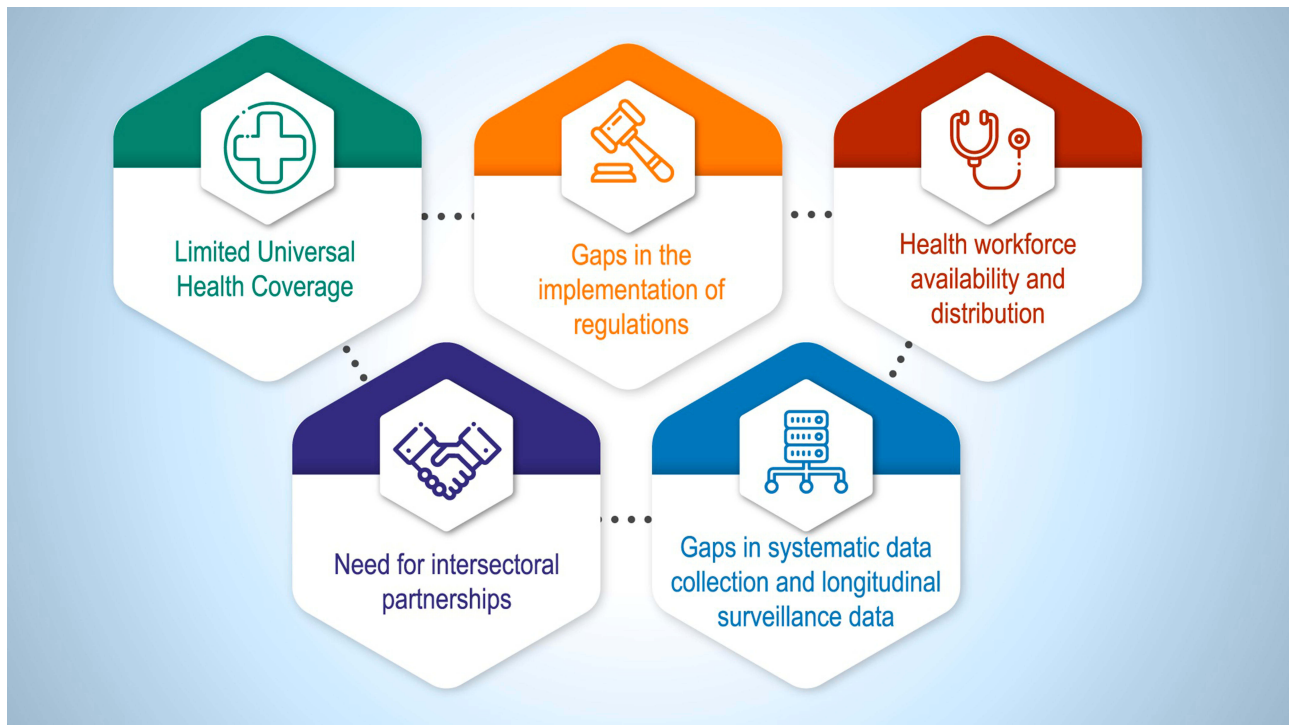 Limited Universal
Health Coverage
Gaps in the
implementation of
regulations
Health workforce
availability and
distribution
Need for intersectoral
partnerships
Gaps in systematic data
collection and longitudinal
surveillance data